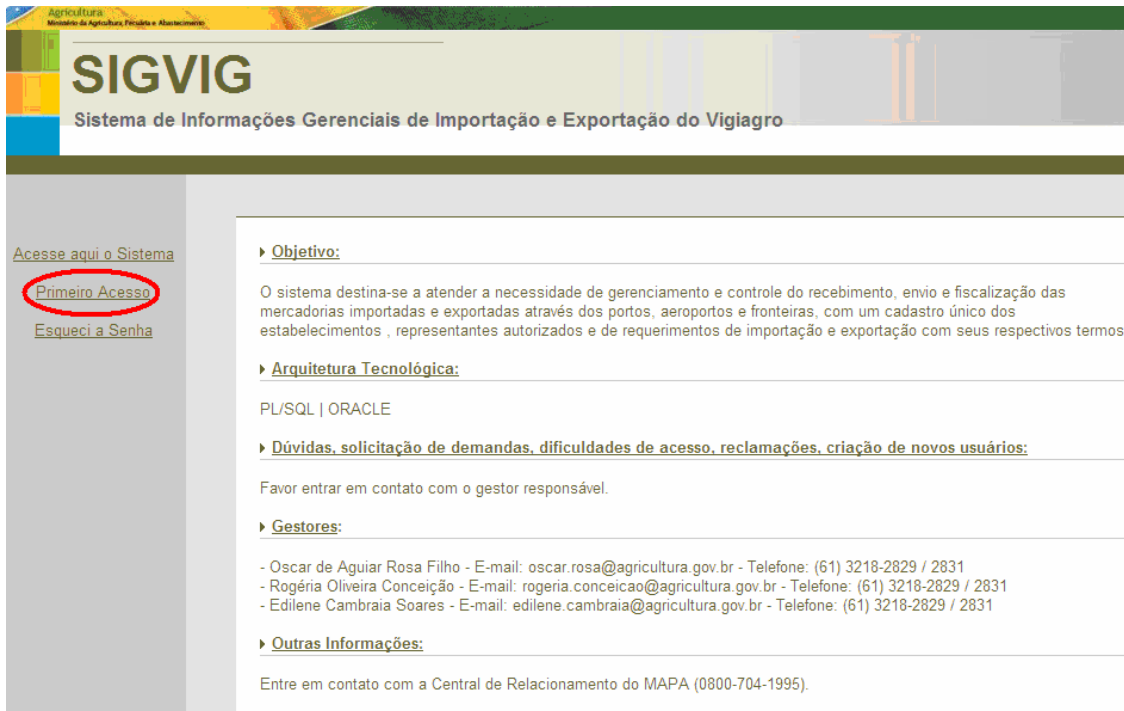 Agricultura
Ministério da Agricultura, Pecuária e Abastecimento
SIGVIG
Sistema de Informações Gerenciais de Importação e Exportação do Vigiagro
Acesse aqui o Sistema
Primeiro Acesso
Esqueci a Senha
Objetivo:
O sistema destina-se a atender a necessidade de gerenciamento e controle do recebimento, envio e fiscalização das
mercadorias importadas e exportadas através dos portos, aeroportos e fronteiras, com um cadastro único dos
estabelecimentos , representantes autorizados e de requerimentos de importação e exportação com seus respectivos termos
Arquitetura Tecnológica:
PL/SQL | ORACLE
Dúvidas, solicitação de demandas, dificuldades de acesso, reclamações, criação de novos usuários:
Favor entrar em contato com o gestor responsável.
Gestores:
- Oscar de Aguiar Rosa Filho - E-mail: oscar.rosa@agricultura.gov.br - Telefone: (61) 3218-2829 / 2831
- Rogéria Oliveira Conceição - E-mail: rogeria.conceicao@agricultura.gov.br - Telefone: (61) 3218-2829 / 2831
- Edilene Cambraia Soares - E-mail: edilene.cambraia@agricultura.gov.br - Telefone: (61) 3218-2829 / 2831
Outras Informações:
Entre em contato com a Central de Relacionamento do MAPA (0800-704-1995).